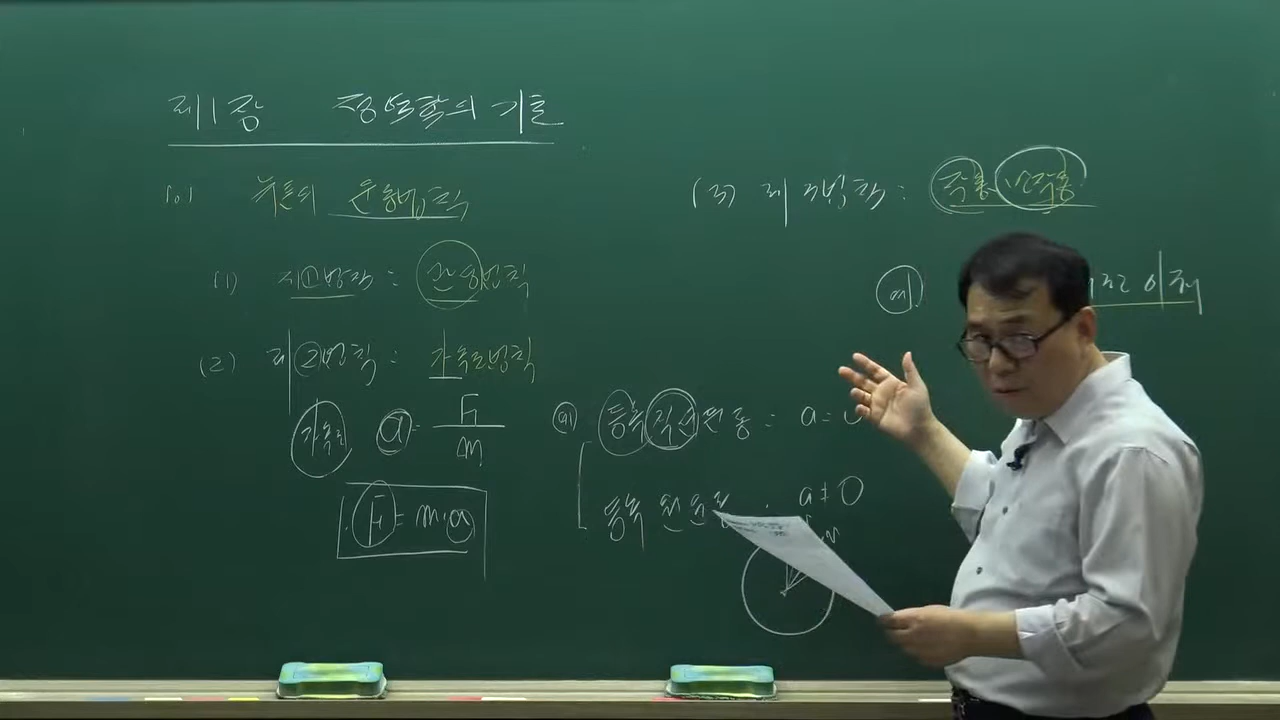 제1장 정역학의 기초
1.1 뉴톤의 운동법칙
(1) 제1법칙 : 관성법칙
(2) 제2법칙 : 가속도법칙
가속도 a = F / m
F = m·a
예 등속 직선 운동 : a = 0
등속 원 운동 : a ≠ 0
(3) 제3법칙 : 작용 반작용
예